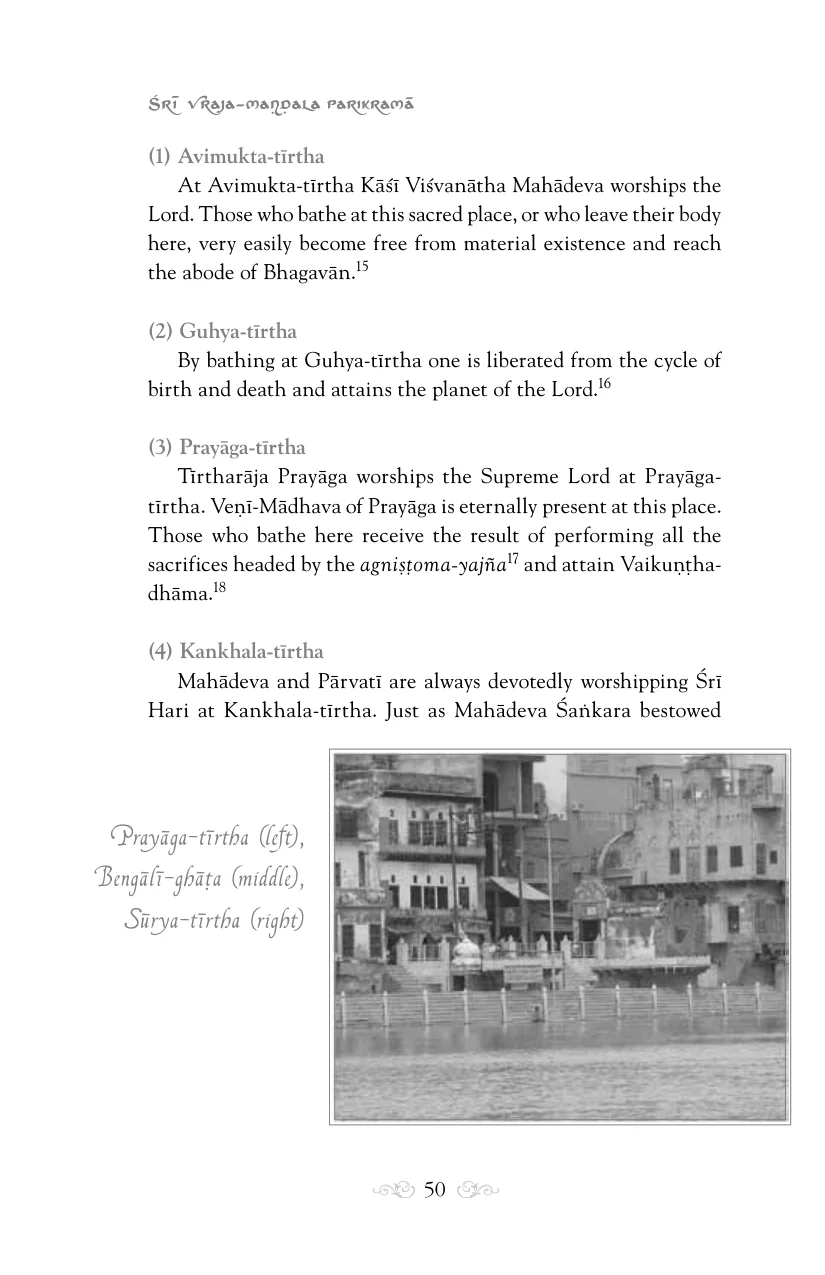 Śrī Vraja-maṇḍala Parikramā
(1) Avimukta-tīrtha
At Avimukta-tīrtha Kāśī Viśvanātha Mahādeva worships the
Lord. Those who bathe at this sacred place, or who leave their body
here, very easily become free from material existence and reach
the abode of Bhagavān.15
(2) Guhya-tīrtha
By bathing at Guhya-tīrtha one is liberated from the cycle of
birth and death and attains the planet of the Lord.16
(3) Prayāga-tīrtha
Tīrtharāja Prayāga worships the Supreme Lord at Prayāga-
tīrtha. Veṇī-Mādhava of Prayāga is eternally present at this place.
Those who bathe here receive the result of performing all the
sacrifices headed by the agniṣṭoma-yajña17 and attain Vaikuṇṭha-
dhāma.18
(4) Kankhala-tīrtha
Mahādeva and Pārvatī are always devotedly worshipping Śrī
Hari at Kankhala-tīrtha. Just as Mahādeva Śaṅkara bestowed
Prayāga-tīrtha (left),
Bengālī-ghāṭa (middle),
Sūrya-tīrtha (right)
50